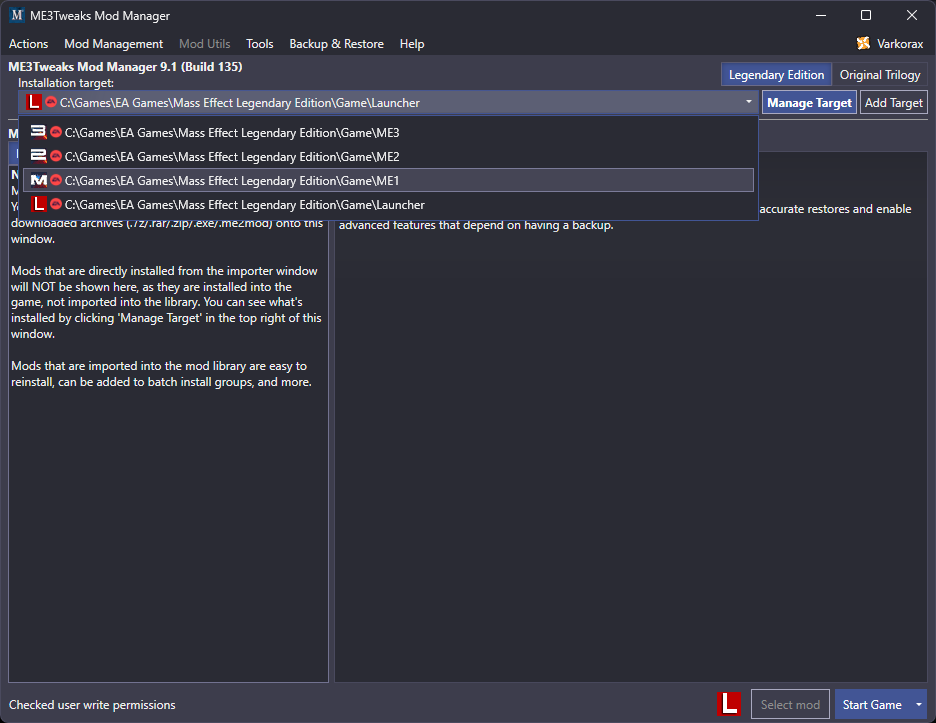 ME3Tweaks Mod Manager
Actions Mod Management Mod Utils Tools Backup & Restore Help Varkorax
ME3Tweaks Mod Manager 9.1 (Build 135)
Legendary Edition Original Trilogy
Installation target:
C:\Games\EA Games\Mass Effect Legendary Edition\Game\Launcher
Manage Target Add Target
C:\Games\EA Games\Mass Effect Legendary Edition\Game\ME3
C:\Games\EA Games\Mass Effect Legendary Edition\Game\ME2
C:\Games\EA Games\Mass Effect Legendary Edition\Game\ME1
C:\Games\EA Games\Mass Effect Legendary Edition\Game\Launcher
downloaded archives (.7z/.rar/.zip/.exe/.me2mod) onto this
window.
Mods that are directly installed from the importer window
will NOT be shown here, as they are installed into the
game, not imported into the library. You can see what's
installed by clicking 'Manage Target' in the top right of this
window.
Mods that are imported into the mod library are easy to
reinstall, can be added to batch install groups, and more.
accurate restores and enable
advanced features that depend on having a backup.
Checked user write permissions
L
Select mod
Start Game